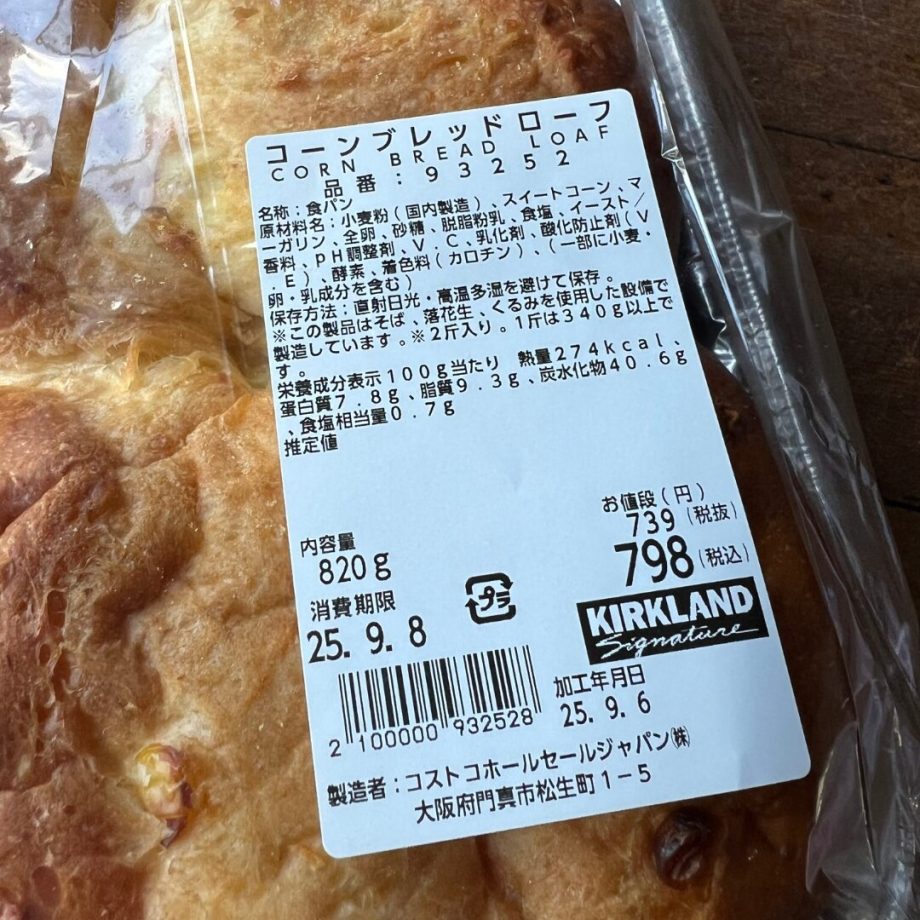 コーンブレッドローフ
CORN BREAD LOAF
品番:93252
名称:食パン
原材料名:小麦粉(国内製造)、スイートコーン、マ
ーガリン、全卵、砂糖、脱脂粉乳、食塩、イースト/
香料、pH調整剤、V.C、乳化剤、酸化防止剤(V
.E)、酵素、着色料(カロチン)、(一部に小麦・
卵・乳成分を含む)
保存方法:直射日光・高温多湿を避けて保存。
※この製品はそば、落花生、くるみを使用した設備で
製造しています。※2斤入り。1斤は340g以上で
す。
栄養成分表示100g当たり 熱量274kcal、
蛋白質7.8g、脂質9.3g、炭水化物40.6g
、食塩相当量0.7g
推定値
お値段(円)
739(税抜)
798(税込)
内容量
820g
消費期限
25.9.8
プラ
KIRKLAND
Signature
加工年月日
25.9.6
2 100000 932528
製造者:コストコホールセールジャパン㈱
大阪府門真市松生町1-5